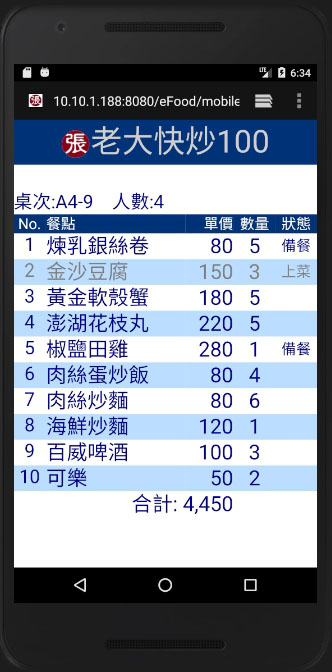 LTE 6:34
10.10.1.188:8080/eFood/mobile
張 老大快炒100
桌次:A4-9 人數:4
No. 餐點 單價 數量 狀態
1 煉乳銀絲卷 80 5 備餐
2 金沙豆腐 150 3 上菜
3 黃金軟殼蟹 180 5
4 澎湖花枝丸 220 5
5 椒鹽田雞 280 1 備餐
6 肉絲蛋炒飯 80 4
7 肉絲炒麵 80 6
8 海鮮炒麵 120 1
9 百威啤酒 100 3
10 可樂 50 2
合計: 4,450